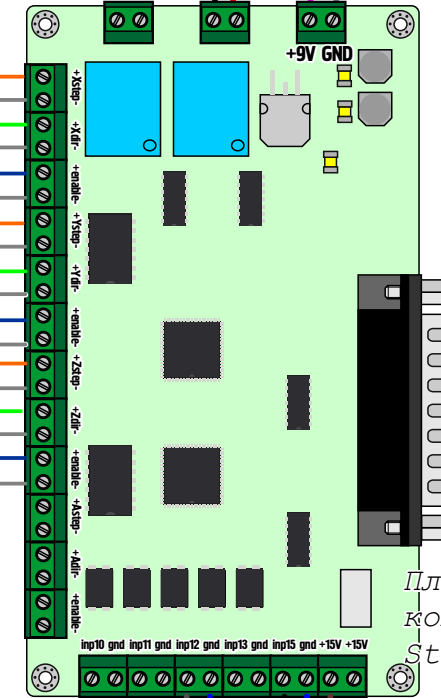 +9V GND
+Xstep-
+Xdir-
+enable-
+Ystep-
+Ydir-
+enable-
+Zstep-
+Zdir-
+enable-
+Astep-
+Adir-
+enable-
inp10 gnd inp11 gnd inp12 gnd inp13 gnd inp15 gnd +15V +15V
Пл
ко
St